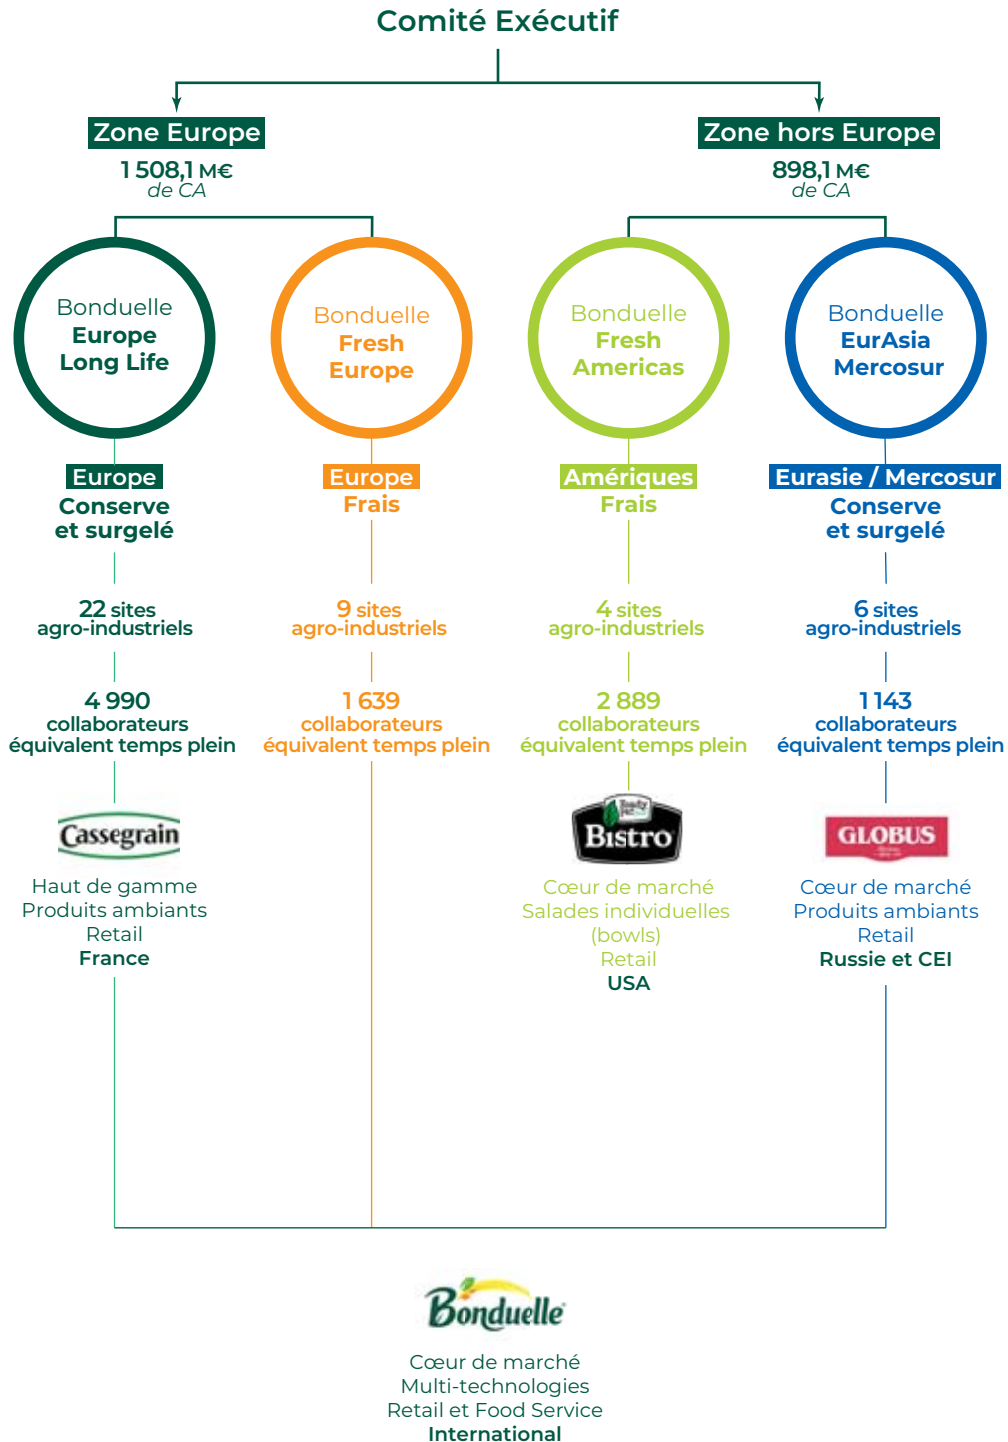 Comité Exécutif
Zone Europe
1 508,1 M€
de CA
Zone hors Europe
898,1 M€
de CA
Bonduelle
Europe
Long Life
Bonduelle
Fresh
Europe
Bonduelle
Fresh
Americas
Bonduelle
EurAsia
Mercosur
Europe
Conserve
et surgelé
Europe
Frais
Amériques
Frais
Eurasie / Mercosur
Conserve
et surgelé
22 sites
agro-industriels
9 sites
agro-industriels
4 sites
agro-industriels
6 sites
agro-industriels
4 990
collaborateurs
équivalent temps plein
1 639
collaborateurs
équivalent temps plein
2 889
collaborateurs
équivalent temps plein
1 143
collaborateurs
équivalent temps plein
Cassegrain
Haut de gamme
Produits ambiants
Retail
France
Ready
Bistro
Cœur de marché
Salades individuelles
(bowls)
Retail
USA
GLOBUS
Cœur de marché
Produits ambiants
Retail
Russie et CEI
Bonduelle
Cœur de marché
Multi-technologies
Retail et Food Service
International